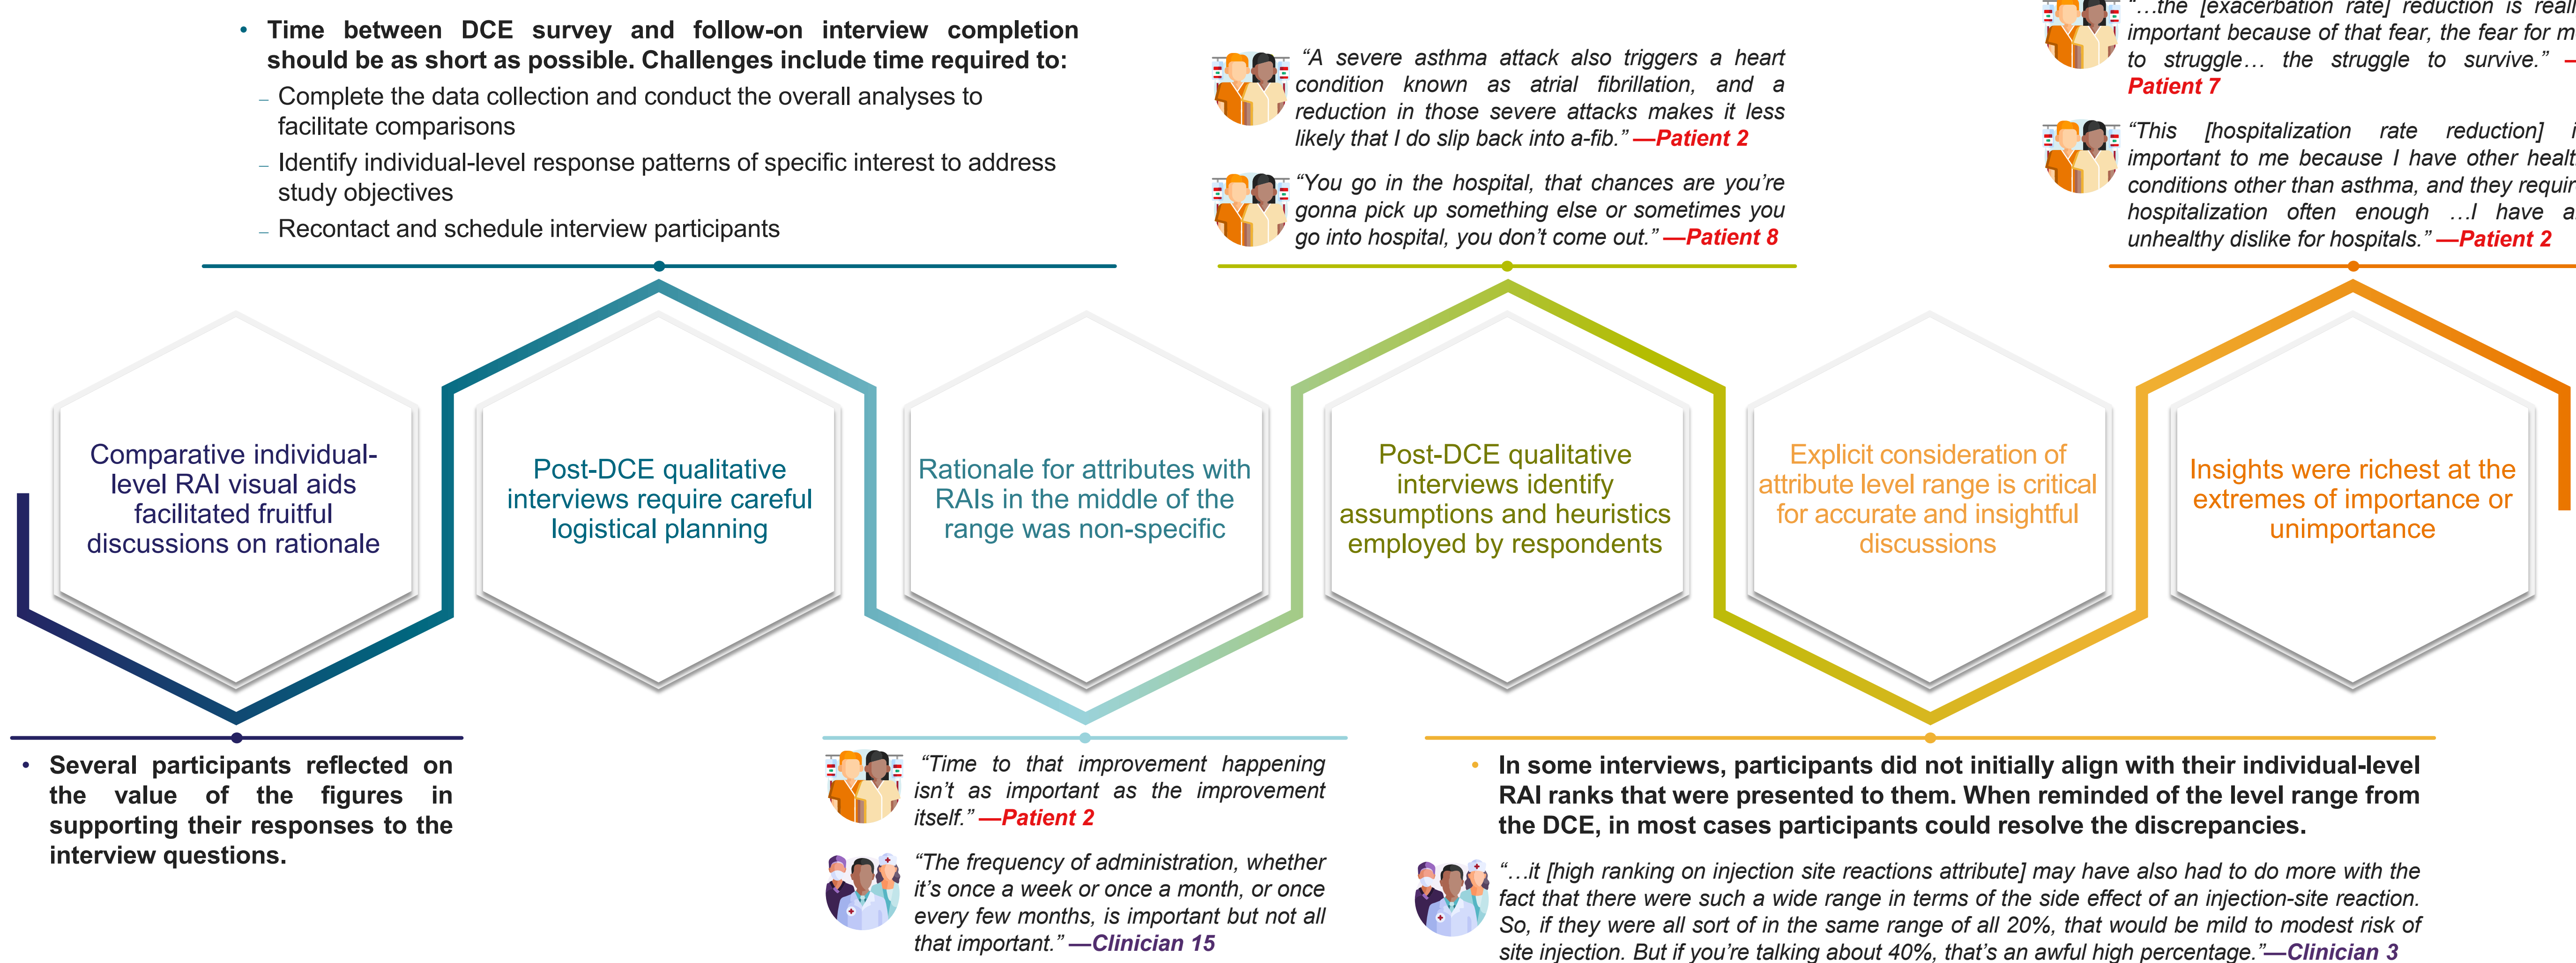 • Time between DCE survey and follow-on interview completion
should be as short as possible. Challenges include time required to:
– Complete the data collection and conduct the overall analyses to
facilitate comparisons
– Identify individual-level response patterns of specific interest to address
study objectives
– Recontact and schedule interview participants
“A severe asthma attack also triggers a heart
condition known as atrial fibrillation, and a
reduction in those severe attacks makes it less
likely that I do slip back into a-fib.” —Patient 2
“You go in the hospital, that chances are you’re
gonna pick up something else or sometimes you
go into hospital, you don’t come out.” —Patient 8
“…the [exacerbation rate] reduction is
important because of that fear, the fear for
to struggle… the struggle to survive.” —
Patient 7
“This [hospitalization rate reduction]
important to me because I have other
conditions other than asthma, and they
hospitalization often enough …I have
unhealthy dislike for hospitals.” —Patient 2
Comparative individual-
level RAI visual aids
facilitated fruitful
discussions on rationale
Post-DCE qualitative
interviews require careful
logistical planning
Rationale for attributes with
RAIs in the middle of the
range was non-specific
Post-DCE qualitative
interviews identify
assumptions and heuristics
employed by respondents
Explicit consideration of
attribute level range is critical
for accurate and insightful
discussions
Insights were richest at the
extremes of importance or
unimportance
• Several participants reflected on
the value of the figures in
supporting their responses to the
interview questions.
“Time to that improvement happening
isn’t as important as the improvement
itself.” —Patient 2
“The frequency of administration, whether
it’s once a week or once a month, or once
every few months, is important but not all
that important.” —Clinician 15
• In some interviews, participants did not initially align with their individual-level
RAI ranks that were presented to them. When reminded of the level range from
the DCE, in most cases participants could resolve the discrepancies.
“…it [high ranking on injection site reactions attribute] may have also had to do more with the
fact that there were such a wide range in terms of the side effect of an injection-site reaction.
So, if they were all sort of in the same range of all 20%, that would be mild to modest risk of
site injection. But if you’re talking about 40%, that’s an awful high percentage.”—Clinician 3